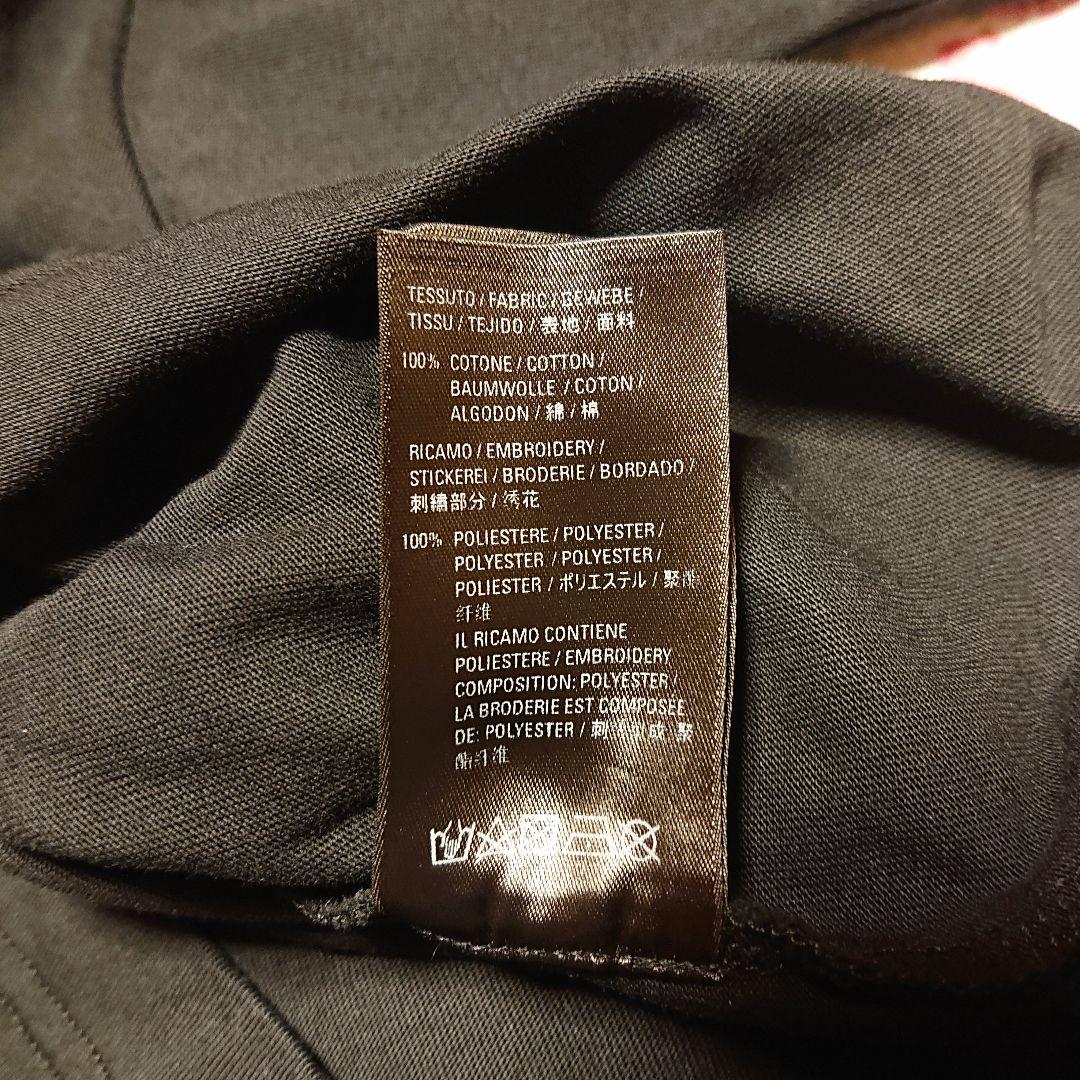 TESSUTO / FABRIC / GEWEBE /
TISSU / TEJIDO / 表地 / 面料
100% COTONE / COTTON /
BAUMWOLLE / COTON /
ALGODON / 綿 / 棉
RICAMO / EMBROIDERY /
STICKEREI / BRODERIE / BORDADO /
刺繍部分 / 绣花
100% POLIESTERE / POLYESTER /
POLYESTER / POLYESTER /
POLIESTER / ポリエステル / 聚酯
纤维
IL RICAMO CONTIENE
POLIESTERE / EMBROIDERY
COMPOSITION: POLYESTER /
LA BRODERIE EST COMPOSÉE
DE: POLYESTER / 刺 成 聚
酯纤维